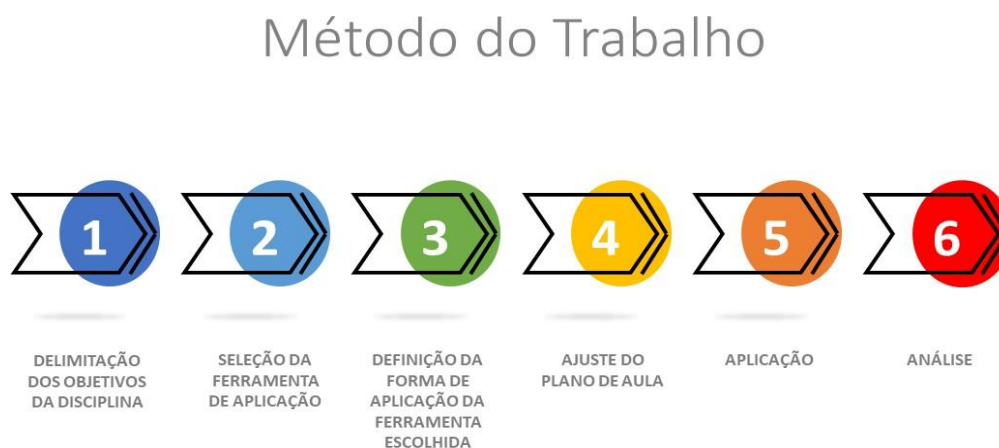 Método do Trabalho
1
2
3
4
5
6
DELIMITAÇÃO
DOS OBJETIVOS
DA DISCIPLINA
SELEÇÃO DA
FERRAMENTA
DE APLICAÇÃO
DEFINIÇÃO DA
FORMA DE
APLICAÇÃO DA
FERRAMENTA
ESCOLHIDA
AJUSTE DO
PLANO DE AULA
APLICAÇÃO
ANÁLISE